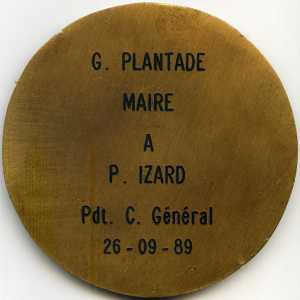 G. PLANTADE
MAIRE
A
P. IZARD
Pdt. C. Général
26-09-89